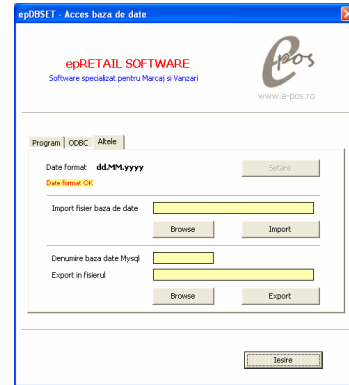 epDBSET - Acces baza de date
epRETAIL SOFTWARE
Software specializat pentru Marcaj si Vanzari
e-pos
www.e-pos.ro
Program ODBC Altele
Date format dd.MM.yyyy Setare
Date format OK
Import fisier baza de date
Browse Import
Denumire baza date Mysql
Export in fisierul
Browse Export
Iesire